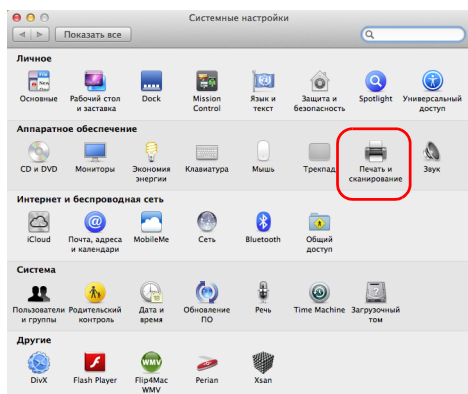 Системные настройки
Показать все
Личное
Основные
Рабочий стол и заставка
Dock
Mission Control
Язык и текст
Защита и безопасность
Spotlight
Универсальный доступ
Аппаратное обеспечение
CD и DVD
Мониторы
Экономия энергии
Клавиатура
Мышь
Трекпад
Печать и сканирование
Звук
Интернет и беспроводная сеть
iCloud
Почта, адреса и календари
MobileMe
Сеть
Bluetooth
Общий доступ
Система
Пользователи и группы
Родительский контроль
Дата и время
Обновление ПО
Речь
Time Machine
Загрузочный том
Другие
DivX
Flash Player
Flip4Mac WMV
Perian
Xsan